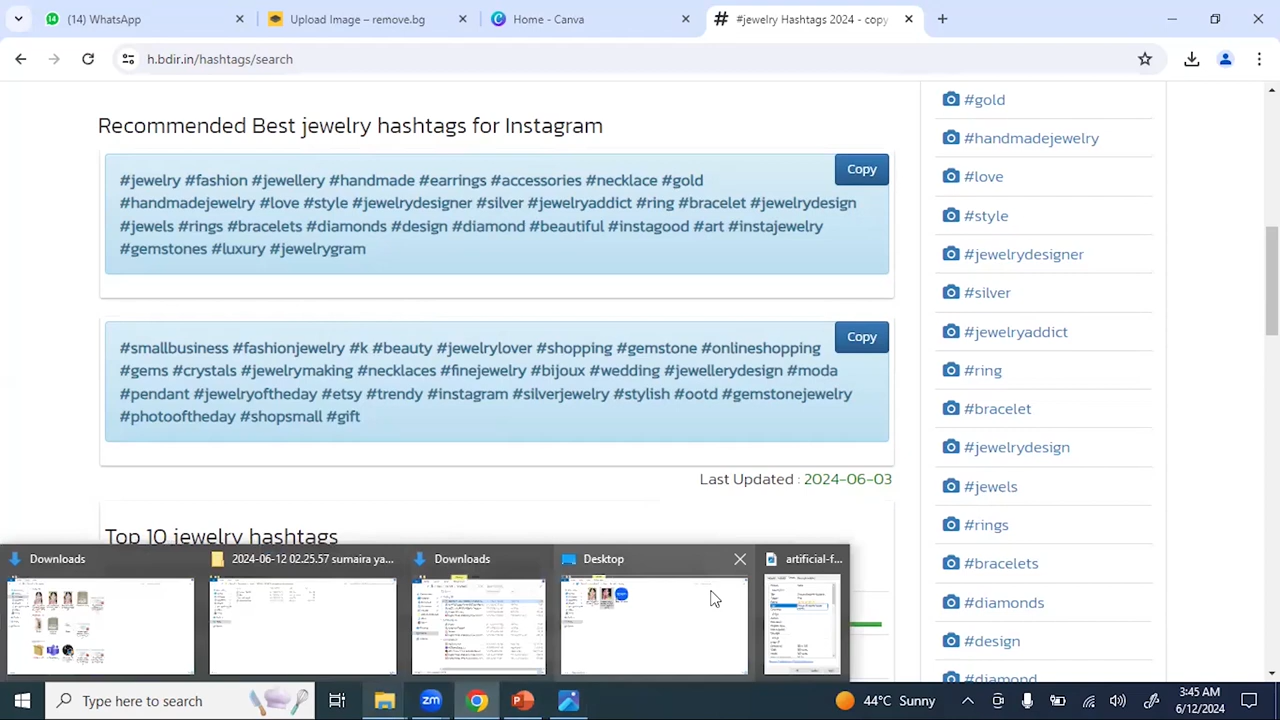 (14) WhatsApp
Upload Image – remove.bg
Home - Canva
#jewelry Hashtags 2024 - copy
h.bdir.in/hashtags/search
Recommended Best jewelry hashtags for Instagram
Copy
#jewelry #fashion #jewellery #handmade #earrings #accessories #necklace #gold
#handmadejewelry #love #style #jewelrydesigner #silver #jewelryaddict #ring #bracelet #jewelrydesign
#jewels #rings #bracelets #diamonds #design #diamond #beautiful #instagood #art #instajewelry
#gemstones #luxury #jewelrygram
Copy
#smallbusiness #fashionjewelry #k #beauty #jewelrylover #shopping #gemstone #onlineshopping
#gems #crystals #jewelrymaking #necklaces #finejewelry #bijoux #wedding #jewellerydesign #moda
#pendant #jewelryoftheday #etsy #trendy #instagram #silverjewelry #stylish #ootd #gemstonejewelry
#photooftheday #shopsmall #gift
Last Updated : 2024-06-03
Top 10 jewelry hashtags
#gold
#handmadejewelry
#love
#style
#jewelrydesigner
#silver
#jewelryaddict
#ring
#bracelet
#jewelrydesign
#jewels
#rings
#bracelets
#diamonds
#design
#diamond
Downloads
2024-06-12 02.25.57 sumaira ya...
Downloads
Desktop
artificial-f...
Type here to search
44°C Sunny
3:45 AM
6/12/2024